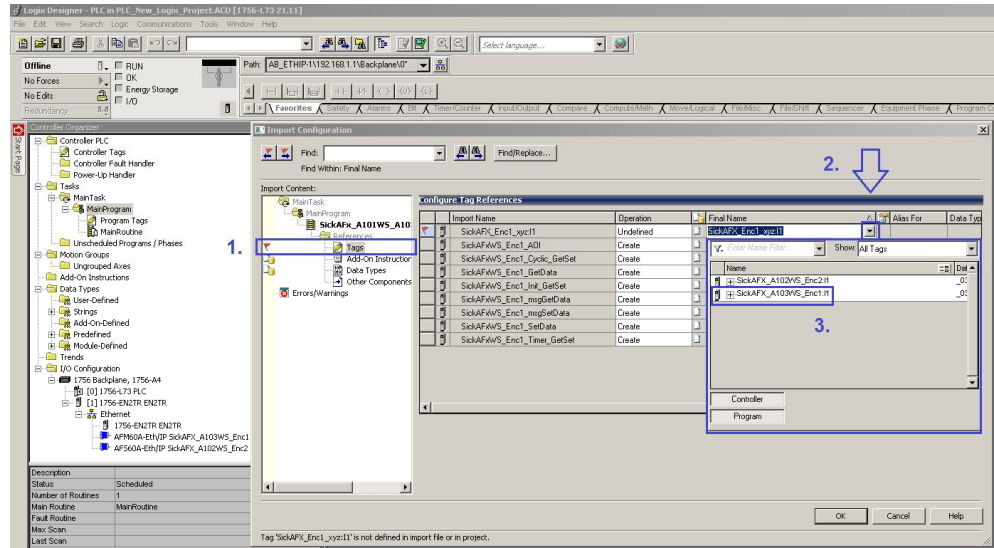 Logix Designer - PLC in PLC_New_Logix_Project.ACD [1756-L73 21.11]
File Edit View Search Logic Communications Tools Window Help
Select language...
Offline
RUN
Path: AB_ETHIP-1\192.168.1.1\Backplane\0*
No Forces
OK
Energy Storage
No Edits
I/O
Redundancy
Favorites Safety Alarms Bit Timer/Counter Input/Output Compare Compute/Math Move/Logical File/Misc. File/Shift Sequencer Equipment Phase Program Co
Start Page
Controller Organizer
Controller PLC
Controller Tags
Controller Fault Handler
Power-Up Handler
Tasks
MainTask
MainProgram
Program Tags
MainRoutine
Unscheduled Programs / Phases
Motion Groups
Ungrouped Axes
Add-On Instructions
Data Types
User-Defined
Strings
Add-On-Defined
Predefined
Module-Defined
Trends
I/O Configuration
1756 Backplane, 1756-A4
[0] 1756-L73 PLC
[1] 1756-EN2TR EN2TR
Ethernet
1756-EN2TR EN2TR
AFM60A-Eth/IP SickAFX_A103WS_Enc1
AFS60A-Eth/IP SickAFX_A102WS_Enc2
Description
Status Scheduled
Number of Routines 1
Main Routine MainRoutine
Fault Routine
Max Scan
Last Scan
Import Configuration
Find:
Find/Replace...
Find Within: Final Name
Import Content:
MainTask
MainProgram
SickAFx_A101WS_A10
References
Tags
Add-On Instruction
Data Types
Other Components
Errors/Warnings
1.
2.
3.
Configure Tag References
Import Name Operation Final Name Alias For Data Typ
SickAFX_Enc1_xyz:I1 Undefined SickAFX_Enc1_xyz:I1
SickAFxWS_Enc1_AOI Create
SickAFxWS_Enc1_Cyclic_GetSet Create
SickAFxWS_Enc1_GetData Create
SickAFxWS_Enc1_Init_GetSet Create
SickAFxWS_Enc1_msgGetData Create
SickAFxWS_Enc1_msgSetData Create
SickAFxWS_Enc1_SetData Create
SickAFxWS_Enc1_Timer_GetSet Create
Enter Name Filter... Show: All Tags
Name Dat
SickAFX_A102WS_Enc2:I1 _03
SickAFX_A103WS_Enc1:I1 _03
Controller
Program
OK Cancel Help
Tag 'SickAFX_Enc1_xyz:I1' is not defined in import file or in project.